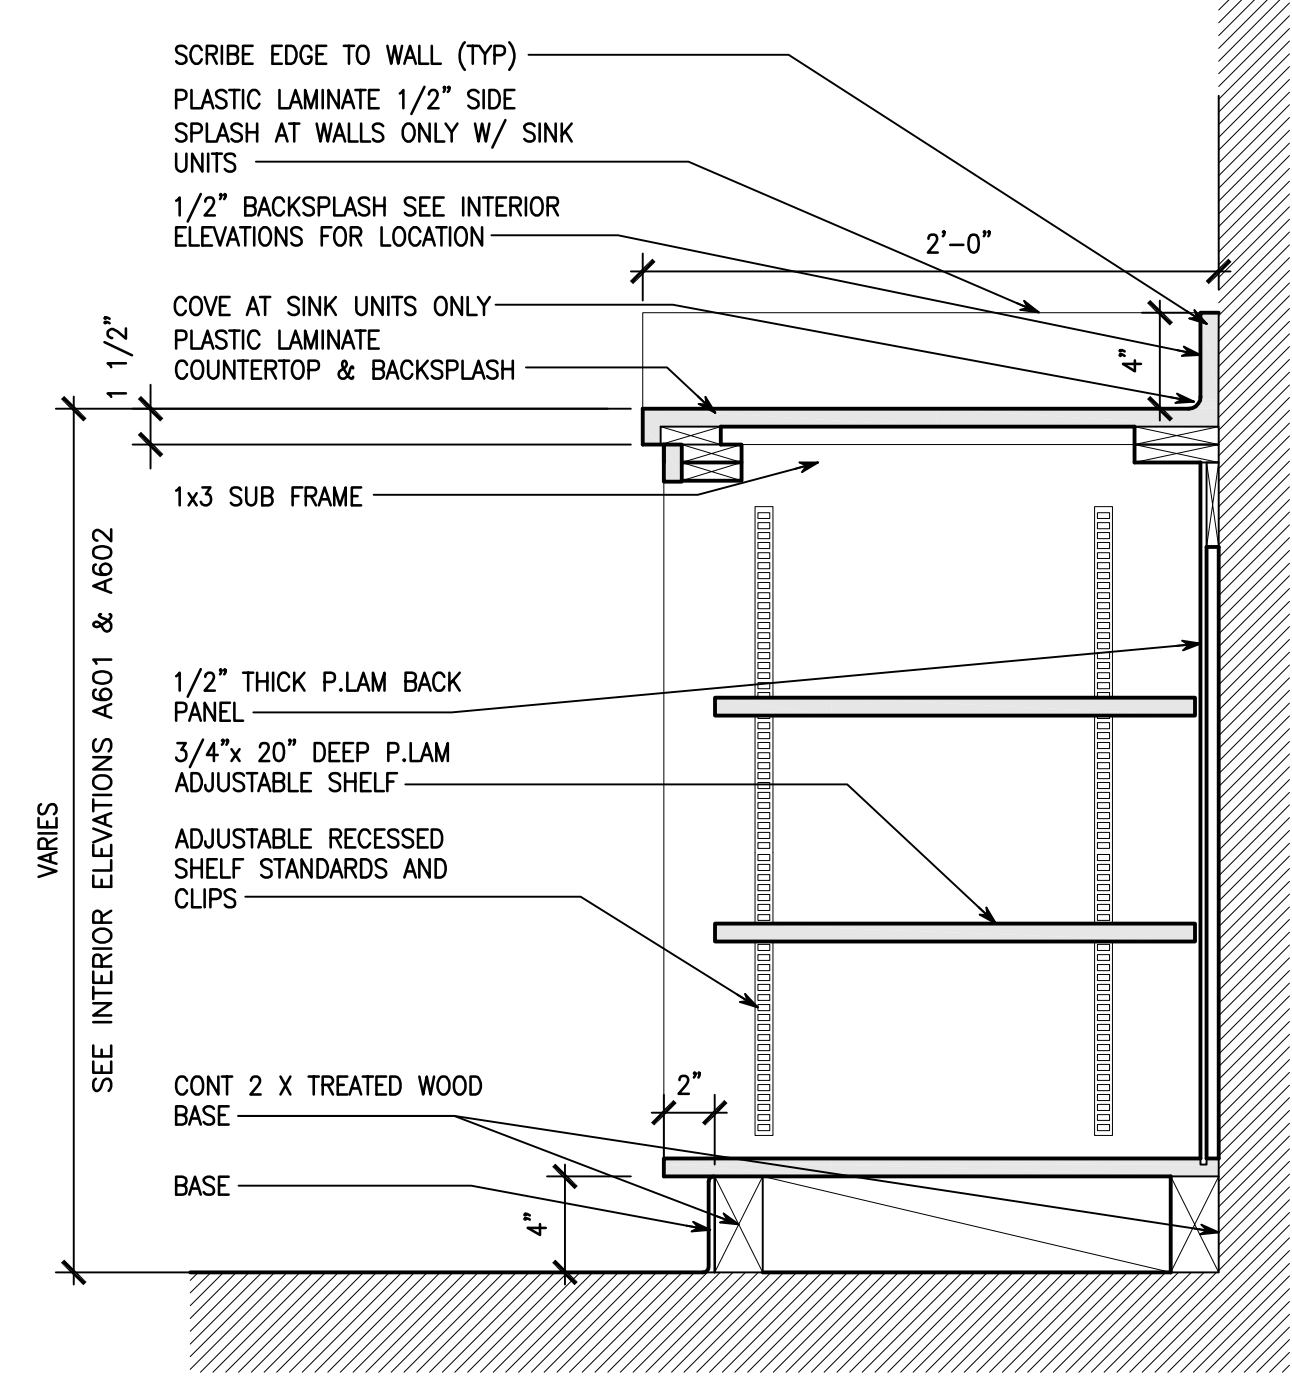 SCRIBE EDGE TO WALL (TYP)
PLASTIC LAMINATE 1/2" SIDE
SPLASH AT WALLS ONLY W/ SINK
UNITS
1/2" BACKSPLASH SEE INTERIOR
ELEVATIONS FOR LOCATION
2'-0"
COVE AT SINK UNITS ONLY
1 1/2"
PLASTIC LAMINATE
COUNTERTOP & BACKSPLASH
4"
1x3 SUB FRAME
VARIES
SEE INTERIOR ELEVATIONS A601 & A602
1/2" THICK P.LAM BACK
PANEL
3/4"x 20" DEEP P.LAM
ADJUSTABLE SHELF
ADJUSTABLE RECESSED
SHELF STANDARDS AND
CLIPS
CONT 2 X TREATED WOOD
BASE
2"
BASE
4"